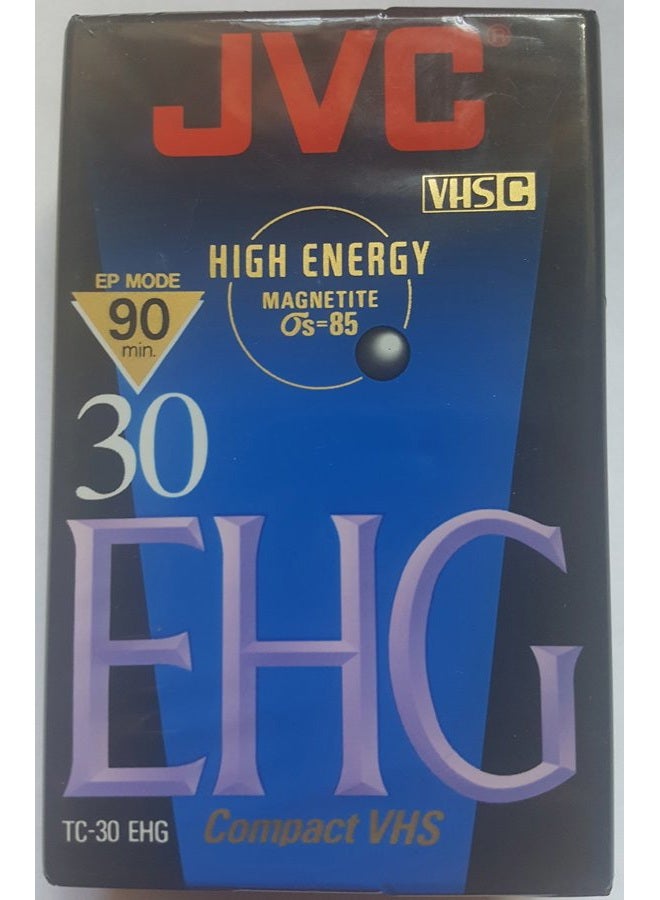 JVC®
VHS C
HIGH ENERGY
MAGNETITE
σs=85
EP MODE
90
min.
30
EHG
TC-30 EHG
Compact VHS